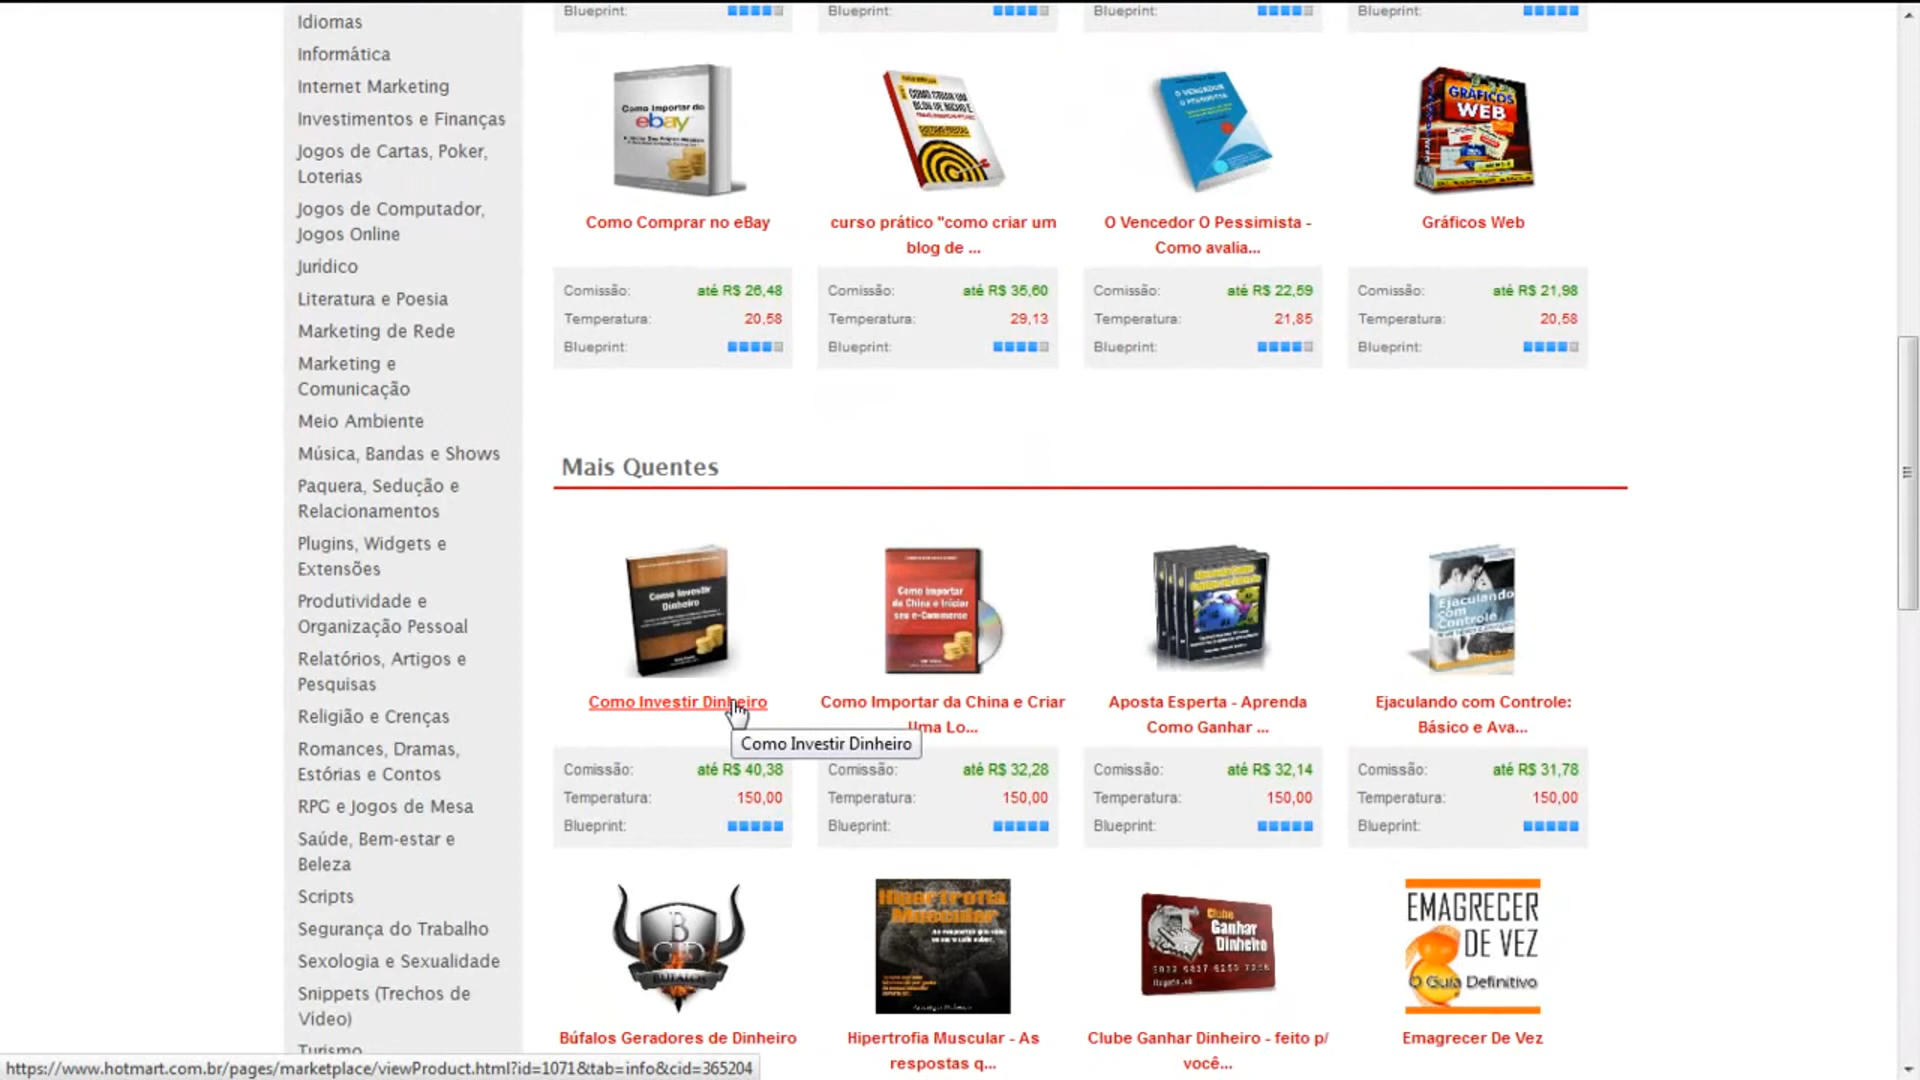 Idiomas
Informática
Internet Marketing
Investimentos e Finanças
Jogos de Cartas, Poker,
Loterias
Jogos de Computador,
Jogos Online
Juridico
Literatura e Poesia
Marketing de Rede
Marketing e
Comunicação
Meio Ambiente
Música, Bandas e Shows
Paquera, Sedução e
Relacionamentos
Plugins, Widgets e
Extensões
Produtividade e
Organização Pessoal
Relatórios, Artigos e
Pesquisas
Religião e Crenças
Romances, Dramas,
Estórias e Contos
RPG e Jogos de Mesa
Saúde, Bem-estar e
Beleza
Scripts
Segurança do Trabalho
Sexologia e Sexualidade
Snippets (Trechos de
Vídeo)
Turismo
Blueprint: Blueprint: Blueprint: Blueprint:
Como Importar do
ebay
COMO CRIAR UM
BLOG DE NICHO E
O VENCEDOR
O PESSIMISTA
GRÁFICOS
WEB
Como Comprar no eBay
curso prático "como criar um
blog de ...
O Vencedor O Pessimista -
Como avalia...
Gráficos Web
Comissão: até R$ 26,48
Temperatura: 20,58
Blueprint:
Comissão: até R$ 35,60
Temperatura: 29,13
Blueprint:
Comissão: até R$ 22,59
Temperatura: 21,85
Blueprint:
Comissão: até R$ 21,98
Temperatura: 20,58
Blueprint:
Mais Quentes
Como Investir
Dinheiro
Como Importar
da China e Iniciar
seu e-Commerce
Ejaculando
com
Controle
Como Investir Dinheiro
Como Importar da China e Criar
Uma Lo...
Aposta Esperta - Aprenda
Como Ganhar ...
Ejaculando com Controle:
Básico e Ava...
Como Investir Dinheiro
Comissão: até R$ 40,38
Temperatura: 150,00
Blueprint:
Comissão: até R$ 32,28
Temperatura: 150,00
Blueprint:
Comissão: até R$ 32,14
Temperatura: 150,00
Blueprint:
Comissão: até R$ 31,78
Temperatura: 150,00
Blueprint:
B
G D
BÚFALOS
Hipertrofia
Muscular
Clube
Ganhar
Dinheiro
EMAGRECER
DE VEZ
O Guia Definitivo
Búfalos Geradores de Dinheiro
Hipertrofia Muscular - As
respostas q...
Clube Ganhar Dinheiro - feito p/
você...
Emagrecer De Vez
https://www.hotmart.com.br/pages/marketplace/viewProduct.html?id=1071&tab=info&cid=365204